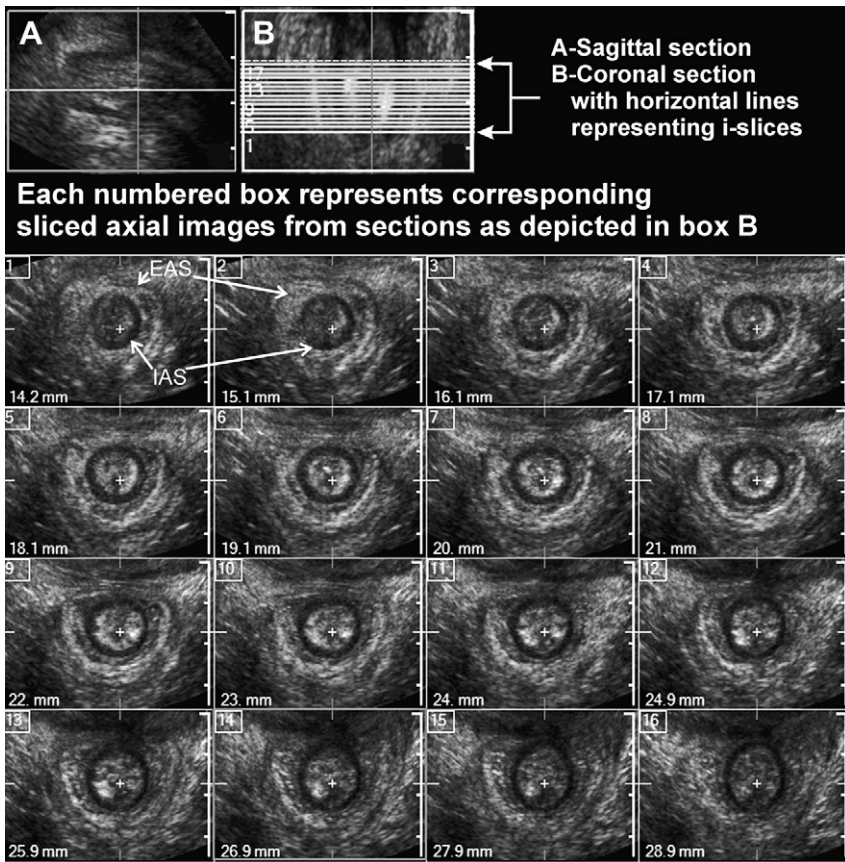 A
B
17
13
9
5
1
A-Sagittal section
B-Coronal section
with horizontal lines
representing i-slices
Each numbered box represents corresponding
sliced axial images from sections as depicted in box B
1
EAS
IAS
14.2 mm
2
15.1 mm
3
16.1 mm
4
17.1 mm
5
18.1 mm
6
19.1 mm
7
20. mm
8
21. mm
9
22. mm
10
23. mm
11
24. mm
12
24.9 mm
13
25.9 mm
14
26.9 mm
15
27.9 mm
16
28.9 mm